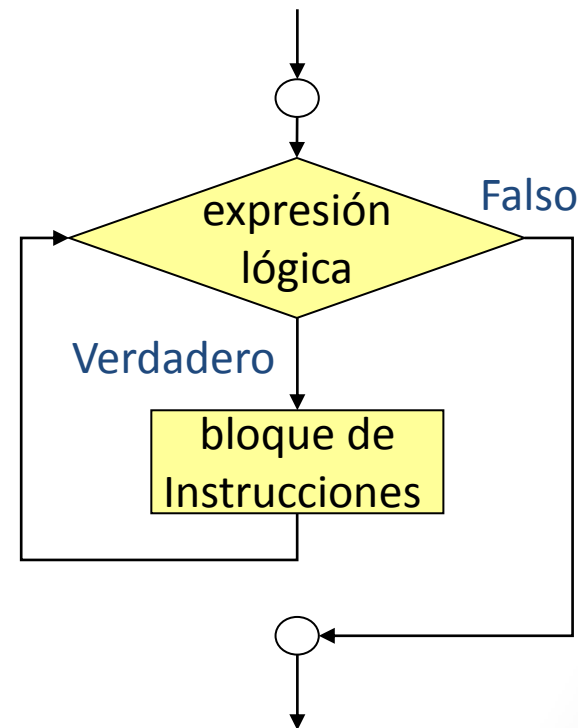 expresión
lógica
Falso
Verdadero
bloque de
Instrucciones